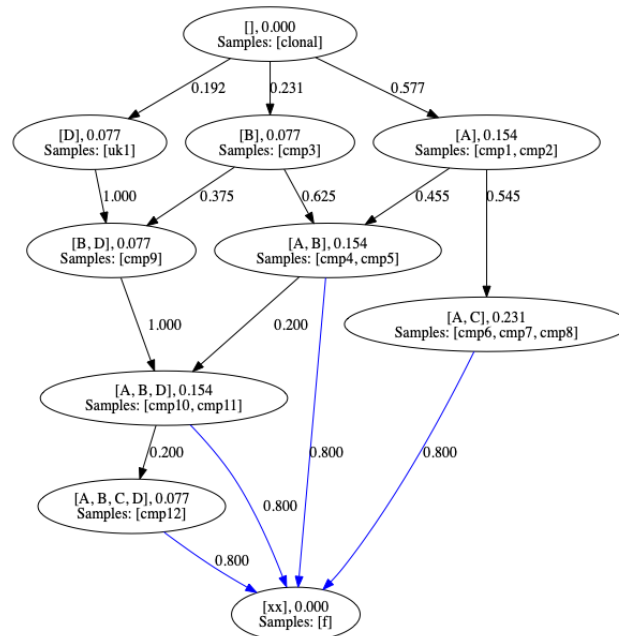 [], 0.000
Samples: [clonal]
0.192
0.231
0.577
[D], 0.077
Samples: [uk1]
[B], 0.077
Samples: [cmp3]
[A], 0.154
Samples: [cmp1, cmp2]
1.000
0.375
0.625
0.455
0.545
[B, D], 0.077
Samples: [cmp9]
[A, B], 0.154
Samples: [cmp4, cmp5]
[A, C], 0.231
Samples: [cmp6, cmp7, cmp8]
1.000
0.200
[A, B, D], 0.154
Samples: [cmp10, cmp11]
0.200
0.800
0.800
[A, B, C, D], 0.077
Samples: [cmp12]
0.800
0.800
[xx], 0.000
Samples: [f]